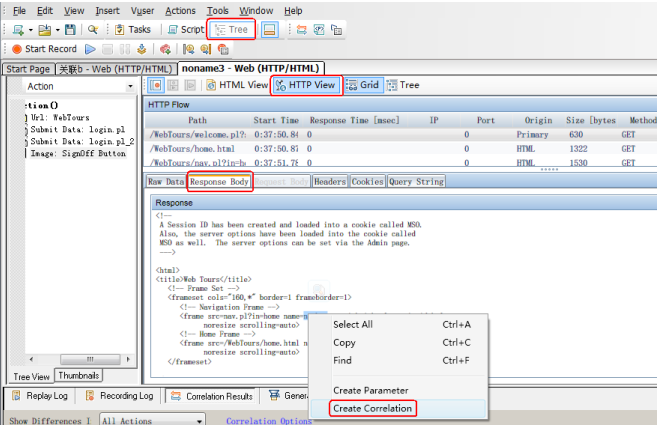 File Edit View Insert Vuser Actions Tools Window Help
Tasks Script Tree
Start Record
Start Page 关联b - Web (HTTP/HTML) noname3 - Web (HTTP/HTML)
Action HTML View HTTP View Grid Tree
tion()
Url: WebTours
Submit Data: login.pl
Submit Data: login.pl_2
Image: SignOff Button
HTTP Flow
Path Start Time Response Time [msec] IP Port Origin Size [bytes Method
/WebTours/welcome.pl?: 0:37:50.84 0 0 Primary 630 GET
/WebTours/home.html 0:37:50.87 0 0 HTML 1322 GET
/WebTours/nav.pl?in=h 0:37:51.78 0 0 HTML 1530 GET
Raw Data Response Body Request Body Headers Cookies Query String
Response
<!--
A Session ID has been created and loaded into a cookie called MSO.
Also, the server options have been loaded into the cookie called
MSO as well. The server options can be set via the Admin page.
-->
<html>
<title>Web Tours</title>
<!-- Frame Set -->
<frameset cols="160,*" border=1 frameborder=1>
<!-- Navigation Frame -->
<frame src=nav.pl?in=home name=
noresize scrolling=auto>
<!-- Home Frame -->
<frame src=/WebTours/home.html n
noresize scrolling=auto>
</frameset>
Select All Ctrl+A
Copy Ctrl+C
Find Ctrl+F
Create Parameter
Create Correlation
Tree View Thumbnails
Replay Log Recording Log Correlation Results Gener
Show Differences I All Actions Correlation Options